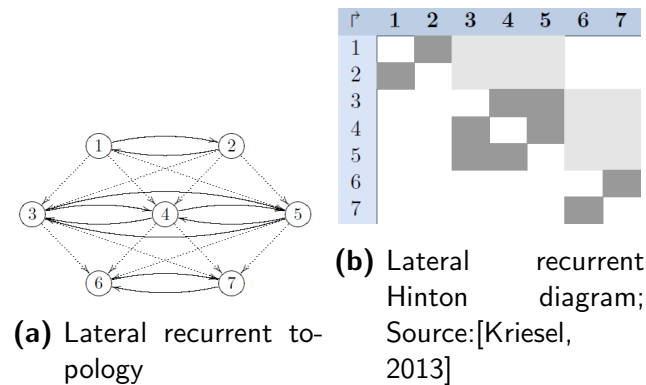 1 2
3 4 5
6 7
(a) Lateral recurrent to-
pology
↱ 1 2 3 4 5 6 7
1
2
3
4
5
6
7
(b) Lateral recurrent
Hinton diagram;
Source:[Kriesel,
2013]